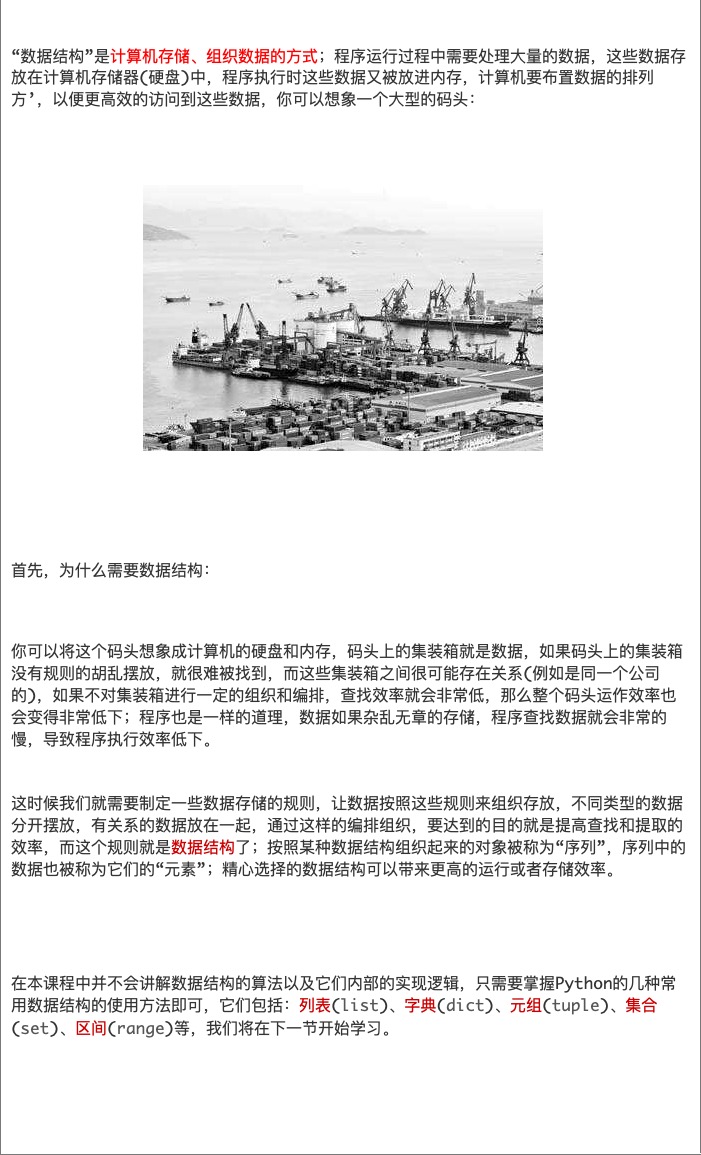 “数据结构”是计算机存储、组织数据的方式；程序运行过程中需要处理大量的数据，这些数据存
放在计算机存储器(硬盘)中，程序执行时这些数据又被放进内存，计算机要布置数据的排列
方’，以便更高效的访问到这些数据，你可以想象一个大型的码头：
首先，为什么需要数据结构：
你可以将这个码头想象成计算机的硬盘和内存，码头上的集装箱就是数据，如果码头上的集装箱
没有规则的胡乱摆放，就很难被找到，而这些集装箱之间很可能存在关系(例如是同一个公司
的)，如果不对集装箱进行一定的组织和编排，查找效率就会非常低，那么整个码头运作效率也
会变得非常低下；程序也是一样的道理，数据如果杂乱无章的存储，程序查找数据就会非常的
慢，导致程序执行效率低下。
这时候我们就需要制定一些数据存储的规则，让数据按照这些规则来组织存放，不同类型的数据
分开摆放，有关系的数据放在一起，通过这样的编排组织，要达到的目的就是提高查找和提取的
效率，而这个规则就是数据结构了；按照某种数据结构组织起来的对象被称为“序列”，序列中的
数据也被称为它们的“元素”；精心选择的数据结构可以带来更高的运行或者存储效率。
在本课程中并不会讲解数据结构的算法以及它们内部的实现逻辑，只需要掌握Python的几种常
用数据结构的使用方法即可，它们包括：列表(list)、字典(dict)、元组(tuple)、集合
(set)、区间(range)等，我们将在下一节开始学习。